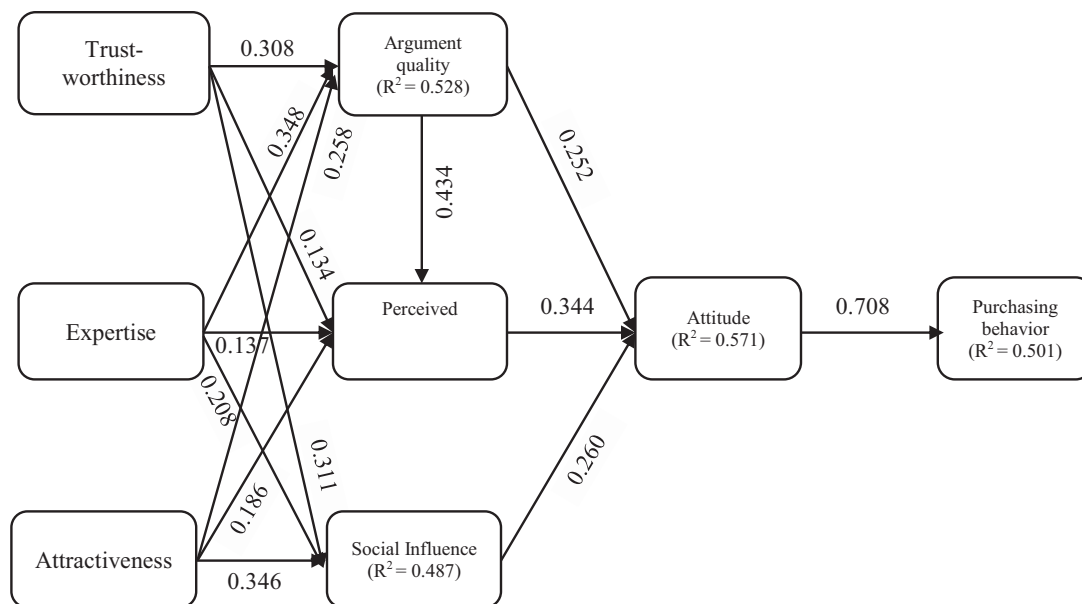 Trust-
worthiness
0.308
Argument
quality
(R² = 0.528)
0.348
0.258
0.252
0.434
0.134
Expertise
0.137
Perceived
0.344
Attitude
(R² = 0.571)
0.708
Purchasing
behavior
(R² = 0.501)
0.208
0.311
0.186
0.260
Attractiveness
0.346
Social Influence
(R² = 0.487)